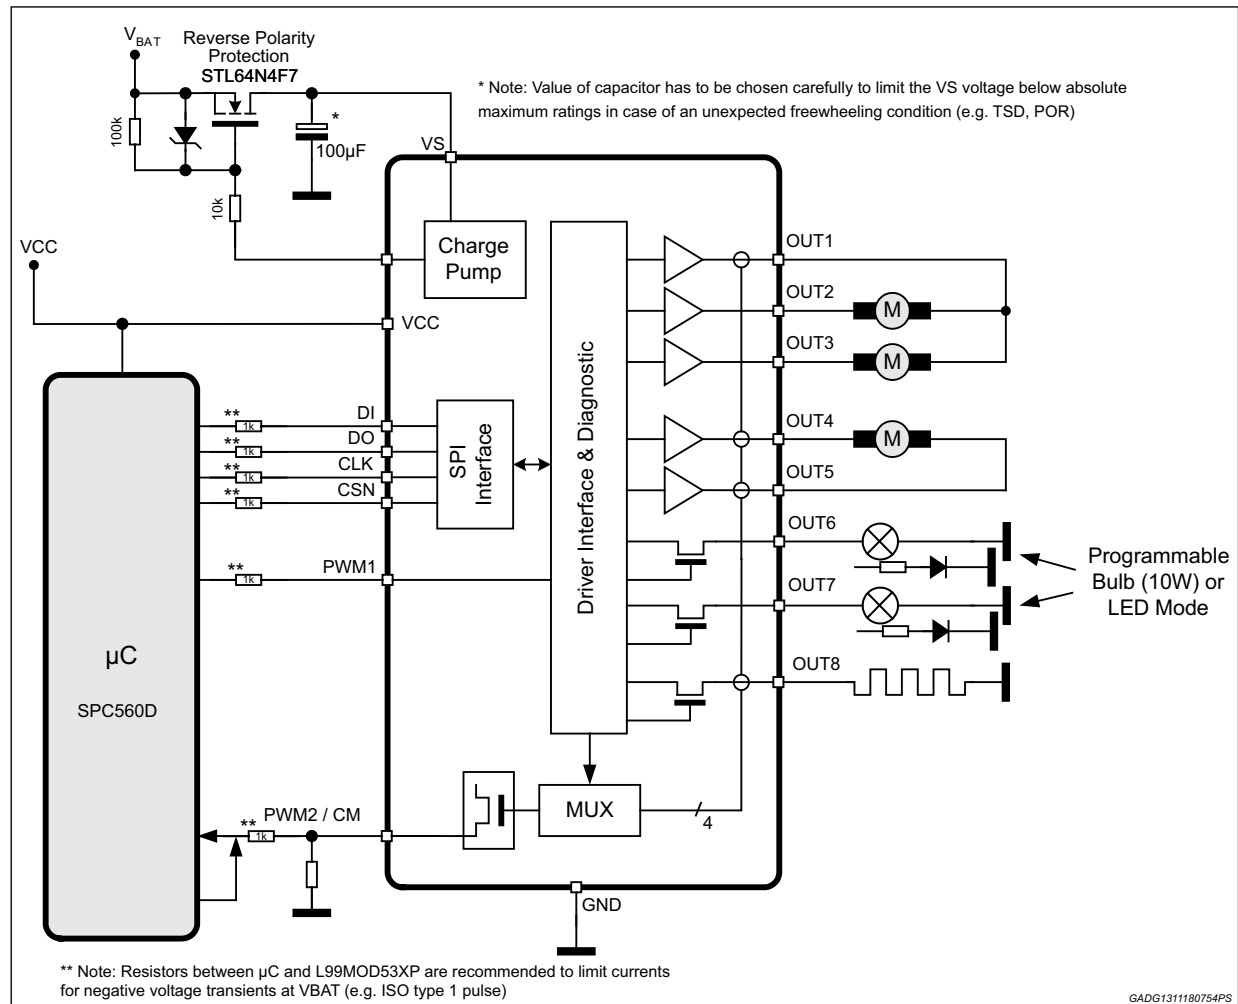 VBAT
Reverse Polarity
Protection
STL64N4F7
* Note: Value of capacitor has to be chosen carefully to limit the VS voltage below absolute
maximum ratings in case of an unexpected freewheeling condition (e.g. TSD, POR)
100k
*
100µF
VS
10k
VCC
Charge
Pump
VCC
OUT1
OUT2
M
OUT3
M
OUT4
M
OUT5
OUT6
OUT7
OUT8
Programmable
Bulb (10W) or
LED Mode
Driver Interface & Diagnostic
SPI
Interface
** 1k DI
** 1k DO
** 1k CLK
** 1k CSN
** 1k PWM1
µC
SPC560D
MUX
4
PWM2 / CM
** 1k
GND
** Note: Resistors between µC and L99MOD53XP are recommended to limit currents
for negative voltage transients at VBAT (e.g. ISO type 1 pulse)
GADG1311180754PS